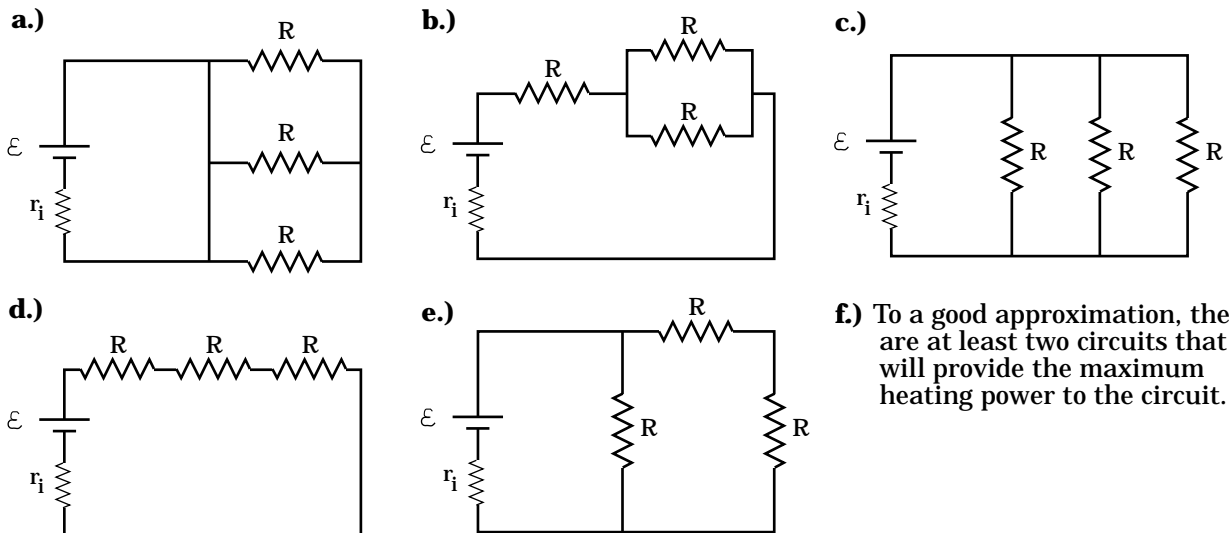 a.)
R
R
ℰ
r_i
R
b.)
R
R
R
ℰ
r_i
c.)
ℰ
R
R
R
r_i
d.)
R R R
ℰ
r_i
e.)
R
ℰ
R
R
r_i
f.) To a good approximation, the
are at least two circuits that
will provide the maximum
heating power to the circuit.